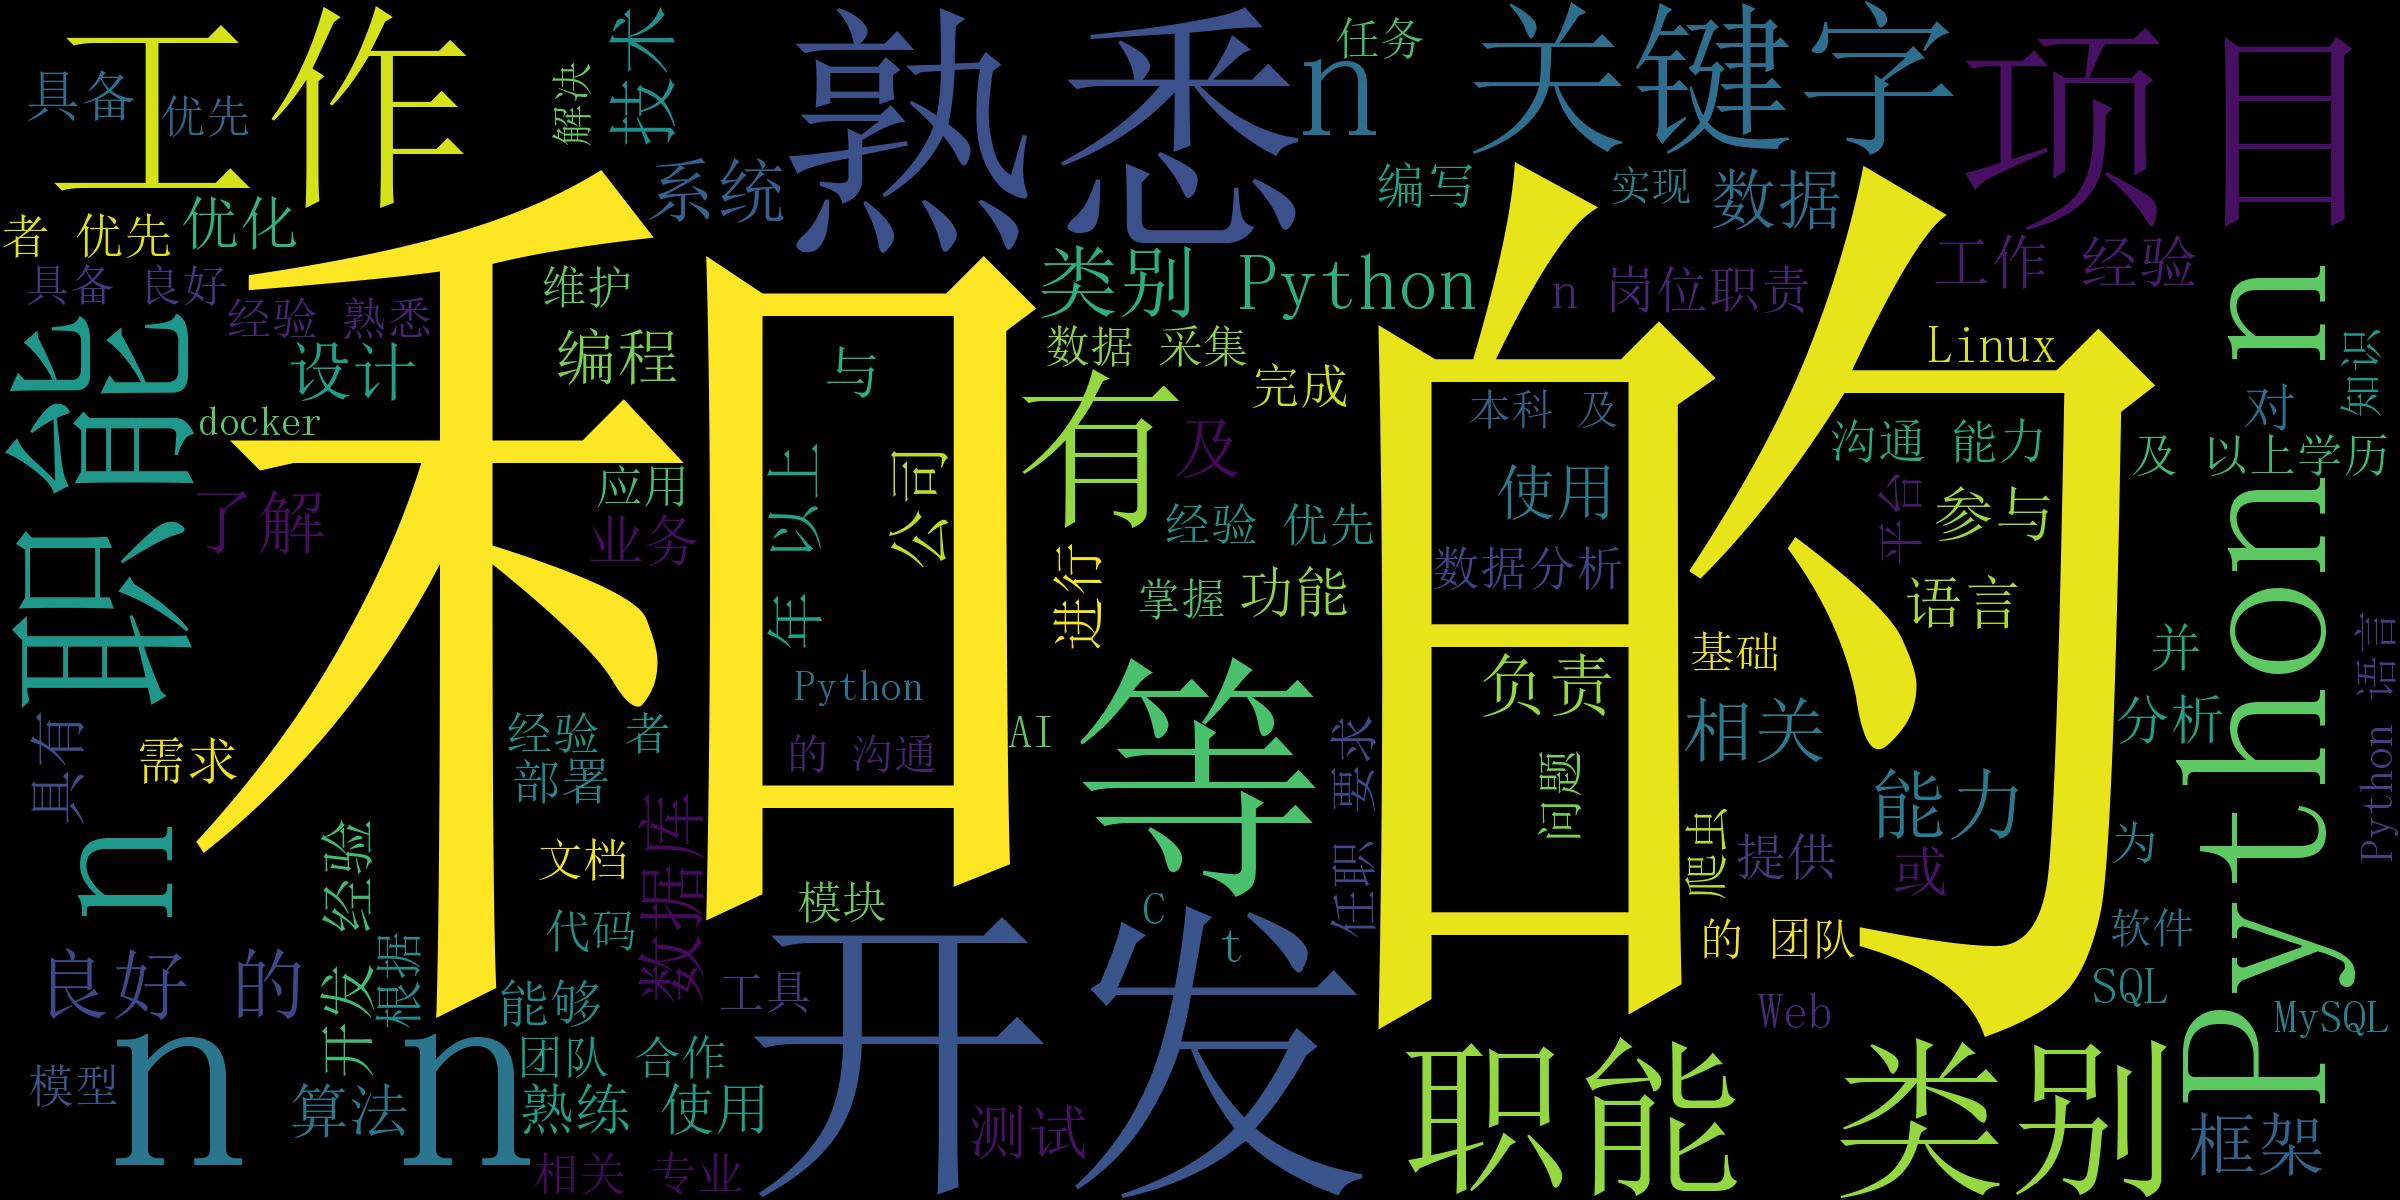 工作
熟悉
n
关键字
项目
任务
具备
优先
解决
技术
系统
编写
实现
数据
者 优先
优化
具备 良好
经验 熟悉
维护
类别 Python
n 岗位职责
工作 经验
和
的
职能 n
设计
编程
与
数据 采集
完成
Linux
Python n
知识
docker
有
及
本科 及
对
沟通 能力
及 以上学历
了解
应用
业务
年 以上
公司
经验 优先
使用
平台
参与
进行
掌握
功能
数据分析
语言
基础
并
Python 语言
具有
需求
经验 者
部署
Python
的 沟通
AI
等
任职 要求
负责
问题
相关
分析
能力
爬虫
提供
或
为
开发 经验
文档
数据库
模块
代码
C
t
的 团队
软件
良好 的
根据
能够
工具
开发
Web
SQL
MySQL
模型
n
算法
n
团队 合作
熟练 使用
测试
职能 类别
框架
相关 专业